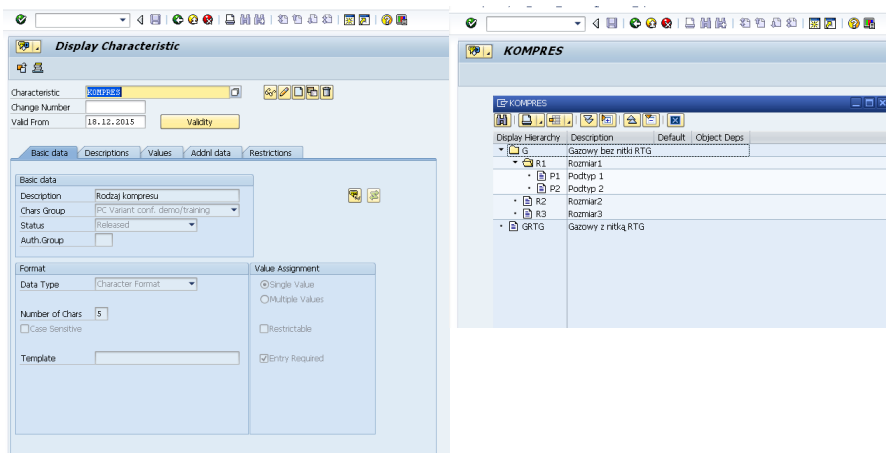 Display Characteristic
Characteristic KOMPRES
Change Number
Valid From 18.12.2015 Validity
Basic data Descriptions Values Addnl data Restrictions
Basic data
Description Rodzaj kompresu
Chars Group PC Variant conf. demo/training
Status Released
Auth.Group
Format
Data Type Character Format
Number of Chars 5
Case Sensitive
Template
Value Assignment
Single Value
Multiple Values
Restrictable
Entry Required
KOMPRES
KOMPRES
Display Hierarchy Description Default Object Deps
G Gazowy bez nitki RTG
R1 Rozmiar1
P1 Podtyp 1
P2 Podtyp 2
R2 Rozmiar2
R3 Rozmiar3
GRTG Gazowy z nitką RTG